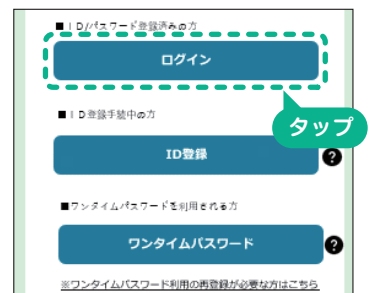 ■ID/パスワード登録済みの方
ログイン
タップ
■ID登録手続中の方
ID登録
?
■ワンタイムパスワードを利用される方
ワンタイムパスワード
?
※ワンタイムパスワード利用の再登録が必要な方はこちら